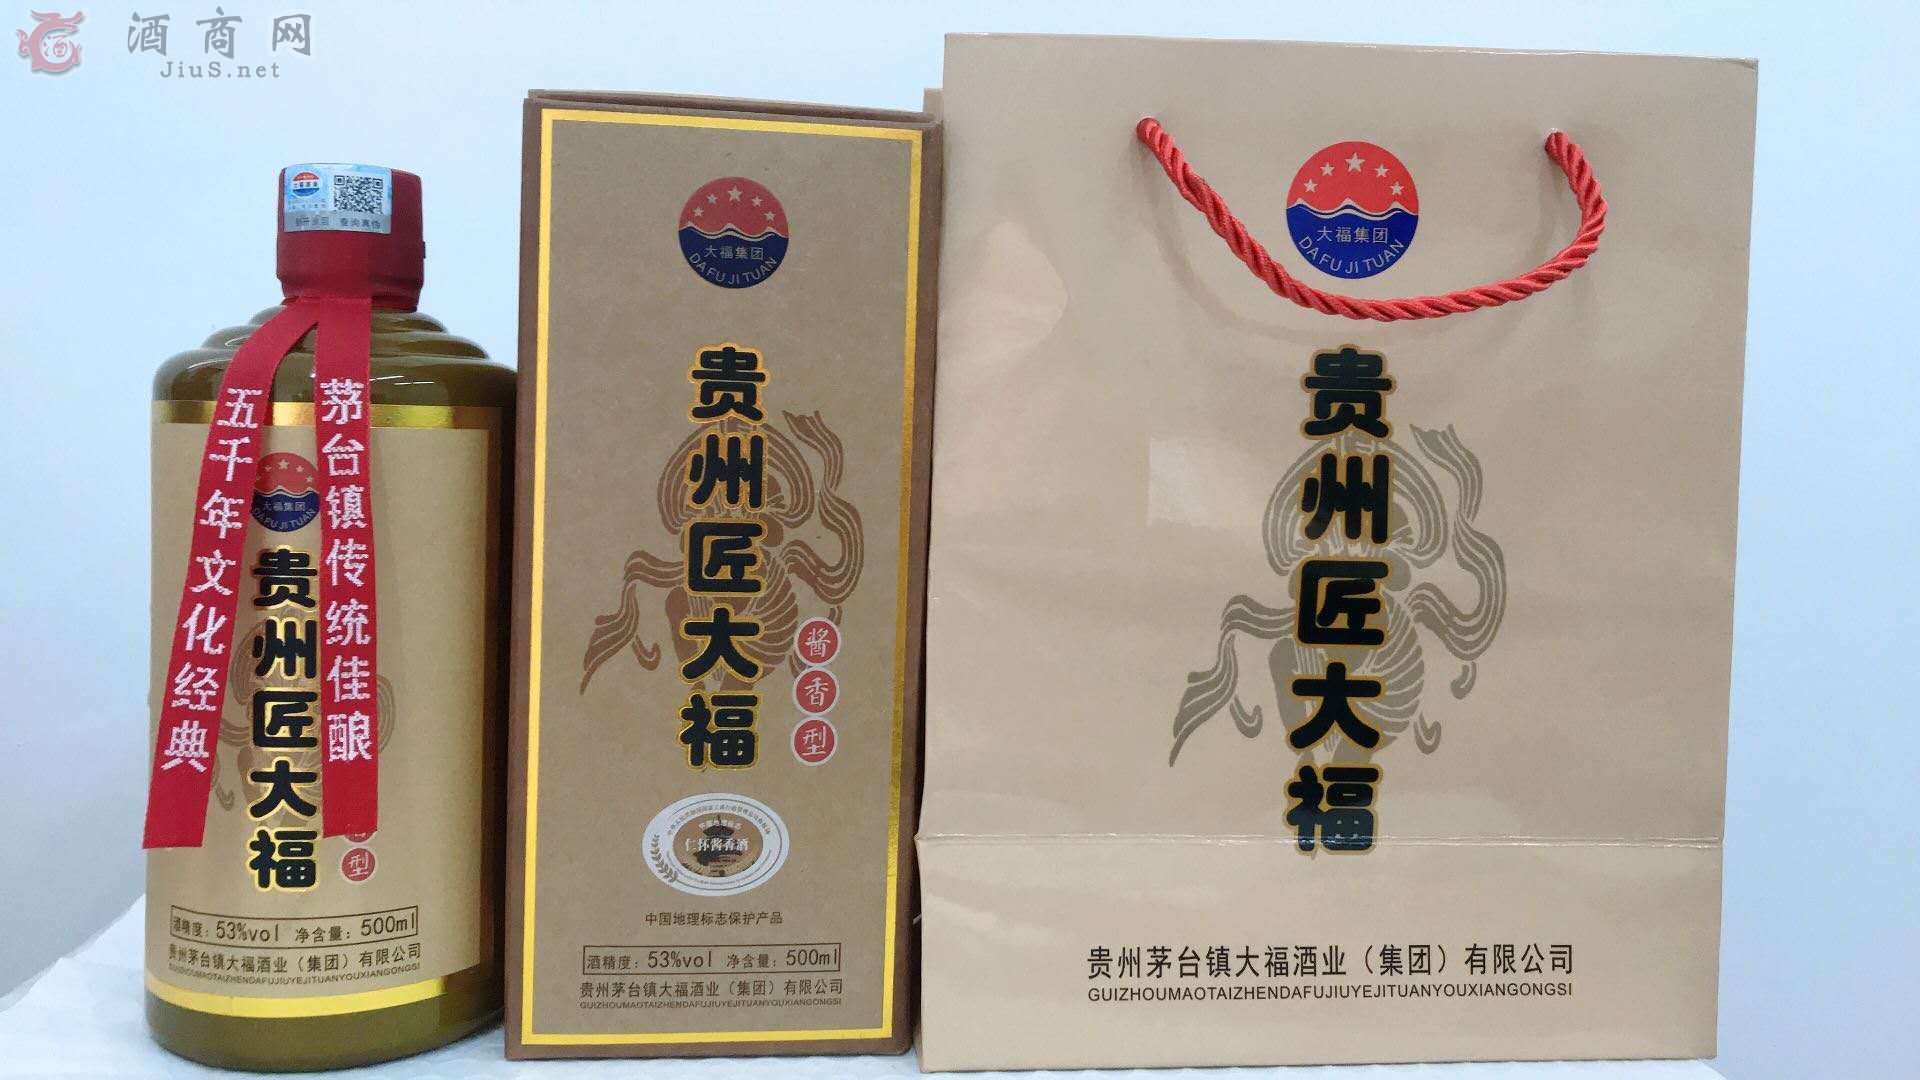 酒商网
JiuS.net
查询真伪
茅台镇传统佳酿
五千年文化经典
大福集团
DA FU JI TUAN
贵州匠大福
型
酒精度：53%vol 净含量：500ml
贵州茅台镇大福酒业（集团）有限公司
GUIZHOUMAOTAIZHENDAFUJIUYEJITUANYOUXIANGONGSI
大福集团
DA FU JI TUAN
贵州匠大福
酱香型
仁怀酱香酒
中国地理标志保护产品
酒精度：53%vol 净含量：500ml
贵州茅台镇大福酒业（集团）有限公司
GUIZHOUMAOTAIZHENDAFUJIUYEJITUANYOUXIANGONGSI
大福集团
DA FU JI TUAN
贵州匠大福
贵州茅台镇大福酒业（集团）有限公司
GUIZHOUMAOTAIZHENDAFUJIUYEJITUANYOUXIANGONGSI